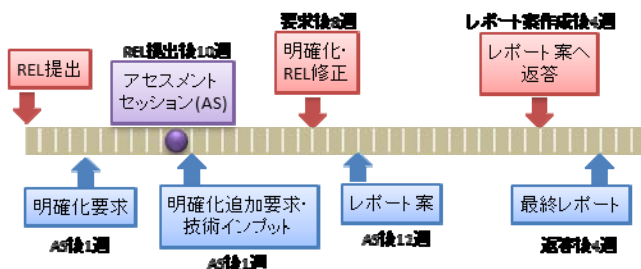 REL提出後10週
要求後8週
レポート案作成後4週
REL提出
アセスメント
セッション(AS)
明確化・
REL修正
レポート案へ
返答
明確化要求
明確化追加要求・
技術インプット
レポート案
最終レポート
AS後1週
AS後1週
AS後12週
返答後4週